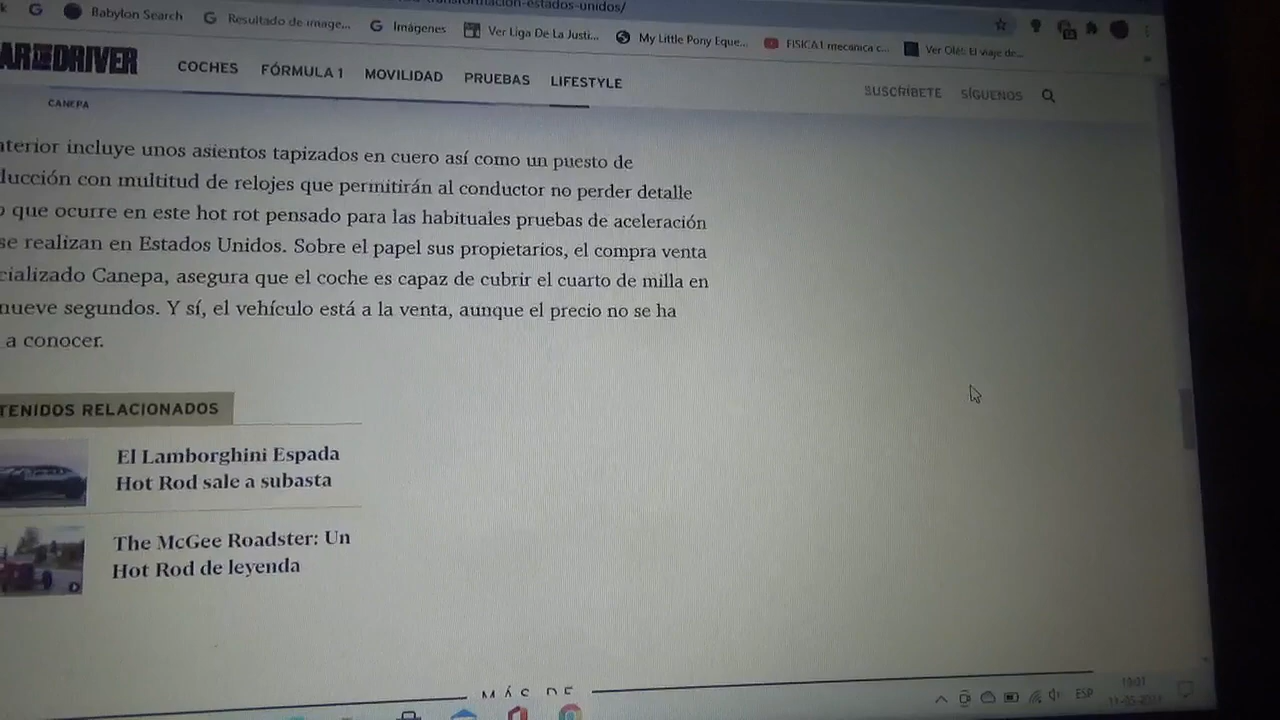 transformación-estados-unidos/
Babylon Search
Resultado de image...
Imágenes
Ver Liga De La Justi...
My Little Pony Eque...
FISICA I mecanica c...
Ver Olé!: El viaje de...
AR DRIVER
COCHES FÓRMULA 1 MOVILIDAD PRUEBAS LIFESTYLE
SUSCRÍBETE SÍGUENOS
CANEPA
nterior incluye unos asientos tapizados en cuero así como un puesto de
ducción con multitud de relojes que permitirán al conductor no perder detalle
o que ocurre en este hot rot pensado para las habituales pruebas de aceleración
se realizan en Estados Unidos. Sobre el papel sus propietarios, el compra venta
cializado Canepa, asegura que el coche es capaz de cubrir el cuarto de milla en
nueve segundos. Y sí, el vehículo está a la venta, aunque el precio no se ha
a conocer.
TENIDOS RELACIONADOS
El Lamborghini Espada
Hot Rod sale a subasta
The McGee Roadster: Un
Hot Rod de leyenda
MÁS DE
ESP